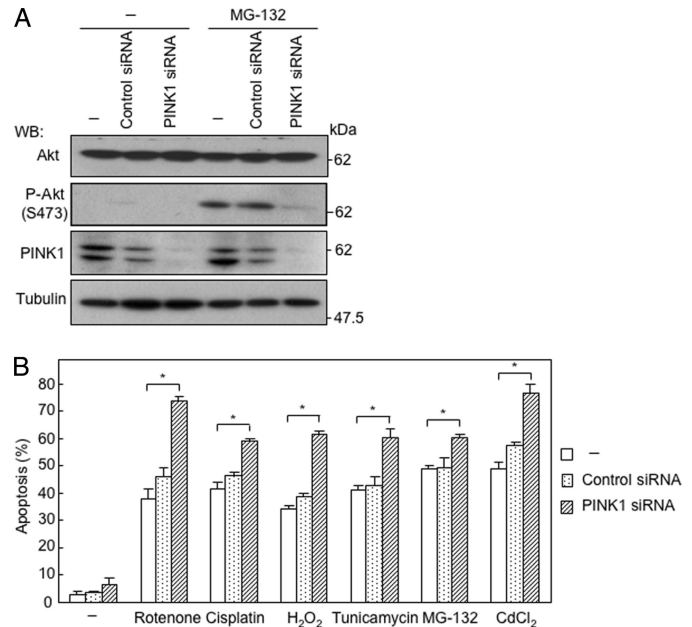 A
– MG-132
– Control siRNA PINK1 siRNA – Control siRNA PINK1 siRNA
WB: kDa
Akt -62
P-Akt
(S473) -62
PINK1 -62
Tubulin
-47.5
B
Apoptosis (%)
80
70
60
50
40
30
20
10
0
* * * * * *
– Rotenone Cisplatin H₂O₂ Tunicamycin MG-132 CdCl₂
–
Control siRNA
PINK1 siRNA